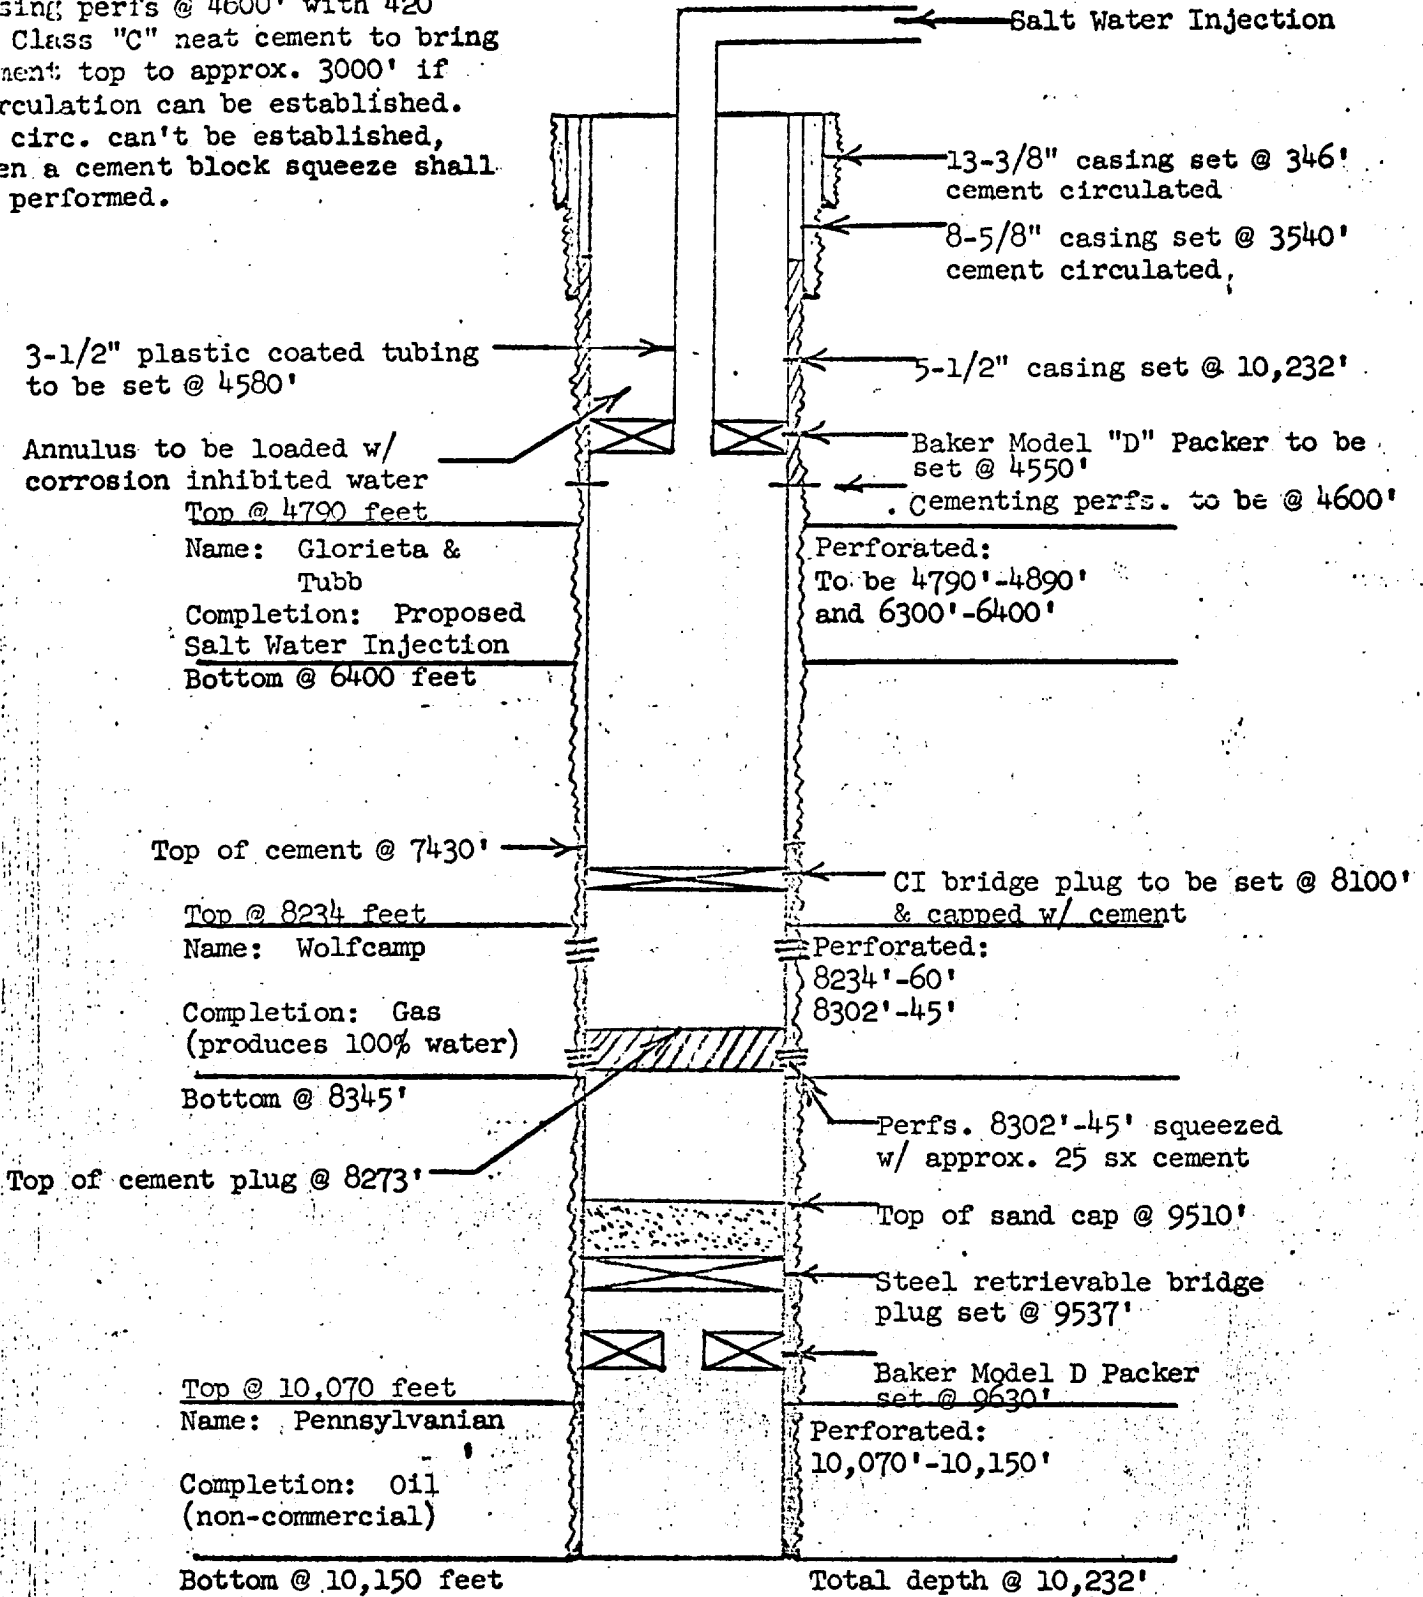 perfs @ 4600' with 420
Class "C" neat cement to bring
top to approx. 3000' if
can be established.
circ. can't be established,
a cement block squeeze shall
performed.
Salt Water Injection
13-3/8" casing set @ 346'
cement circulated
8-5/8" casing set @ 3540'
cement circulated
3-1/2" plastic coated tubing
to be set @ 4580'
5-1/2" casing set @ 10,232'
Annulus to be loaded w/
corrosion inhibited water
Baker Model "D" Packer to be
set @ 4550'
Cementing perfs. to be @ 4600'
Top @ 4790 feet
Name: Glorieta &
Tubb
Completion: Proposed
Salt Water Injection
Bottom @ 6400 feet
Perforated:
To be 4790'-4890'
and 6300'-6400'
Top of cement @ 7430'
CI bridge plug to be set @ 8100'
& capped w/ cement
Top @ 8234 feet
Name: Wolfcamp
Completion: Gas
(produces 100% water)
Bottom @ 8345'
Perforated:
8234'-60'
8302'-45'
Perfs. 8302'-45' squeezed
w/ approx. 25 sx cement
Top of cement plug @ 8273'
Top of sand cap @ 9510'
Steel retrievable bridge
plug set @ 9537'
Baker Model D Packer
set @ 9630'
Top @ 10,070 feet
Name: Pennsylvanian
Completion: Oil
(non-commercial)
Bottom @ 10,150 feet
Perforated:
10,070'-10,150'
Total depth @ 10,232'